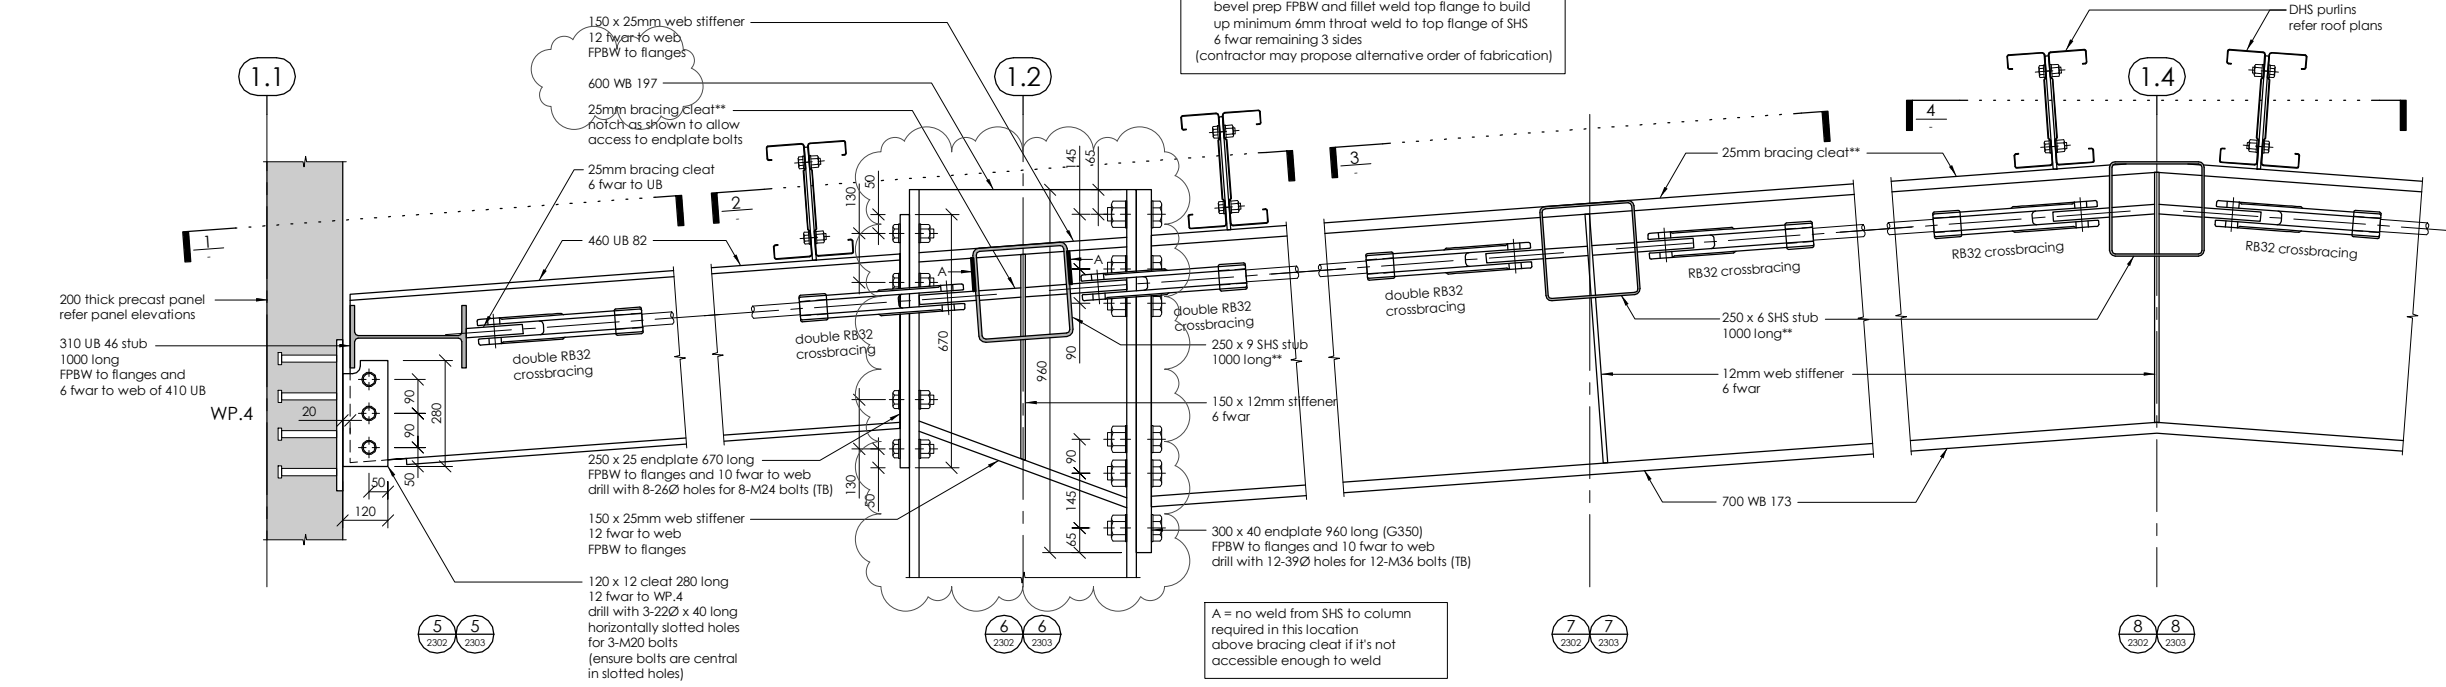 bevel prep FPBW and fillet weld top flange to build
up minimum 6mm throat weld to top flange of SHS
6 fwar remaining 3 sides
(contractor may propose alternative order of fabrication)
DHS purlins
refer roof plans
150 x 25mm web stiffener
12 fwar to web
FPBW to flanges
600 WB 197
25mm bracing cleat**
notch as shown to allow
access to endplate bolts
25mm bracing cleat
6 fwar to UB
460 UB 82
1.1
1.2
1.4
1
2
3
4
25mm bracing cleat**
200 thick precast panel
refer panel elevations
310 UB 46 stub
1000 long
FPBW to flanges and
6 fwar to web of 410 UB
WP.4
20
90
90
50
280
50
120
double RB32
crossbracing
double RB32
crossbracing
130
50
670
130
50
A
A
145
65
90
960
90
145
65
double RB32
crossbracing
250 x 9 SHS stub
1000 long**
150 x 12mm stiffener
6 fwar
double RB32
crossbracing
RB32 crossbracing
RB32 crossbracing
RB32 crossbracing
250 x 6 SHS stub
1000 long**
12mm web stiffener
6 fwar
700 WB 173
250 x 25 endplate 670 long
FPBW to flanges and 10 fwar to web
drill with 8-26Ø holes for 8-M24 bolts (TB)
150 x 25mm web stiffener
12 fwar to web
FPBW to flanges
300 x 40 endplate 960 long (G350)
FPBW to flanges and 10 fwar to web
drill with 12-39Ø holes for 12-M36 bolts (TB)
120 x 12 cleat 280 long
12 fwar to WP.4
drill with 3-22Ø x 40 long
horizontally slotted holes
for 3-M20 bolts
(ensure bolts are central
in slotted holes)
A = no weld from SHS to column
required in this location
above bracing cleat if it's not
accessible enough to weld
5 5
2302 2303
6 6
2302 2303
7 7
2302 2303
8 8
2302 2303